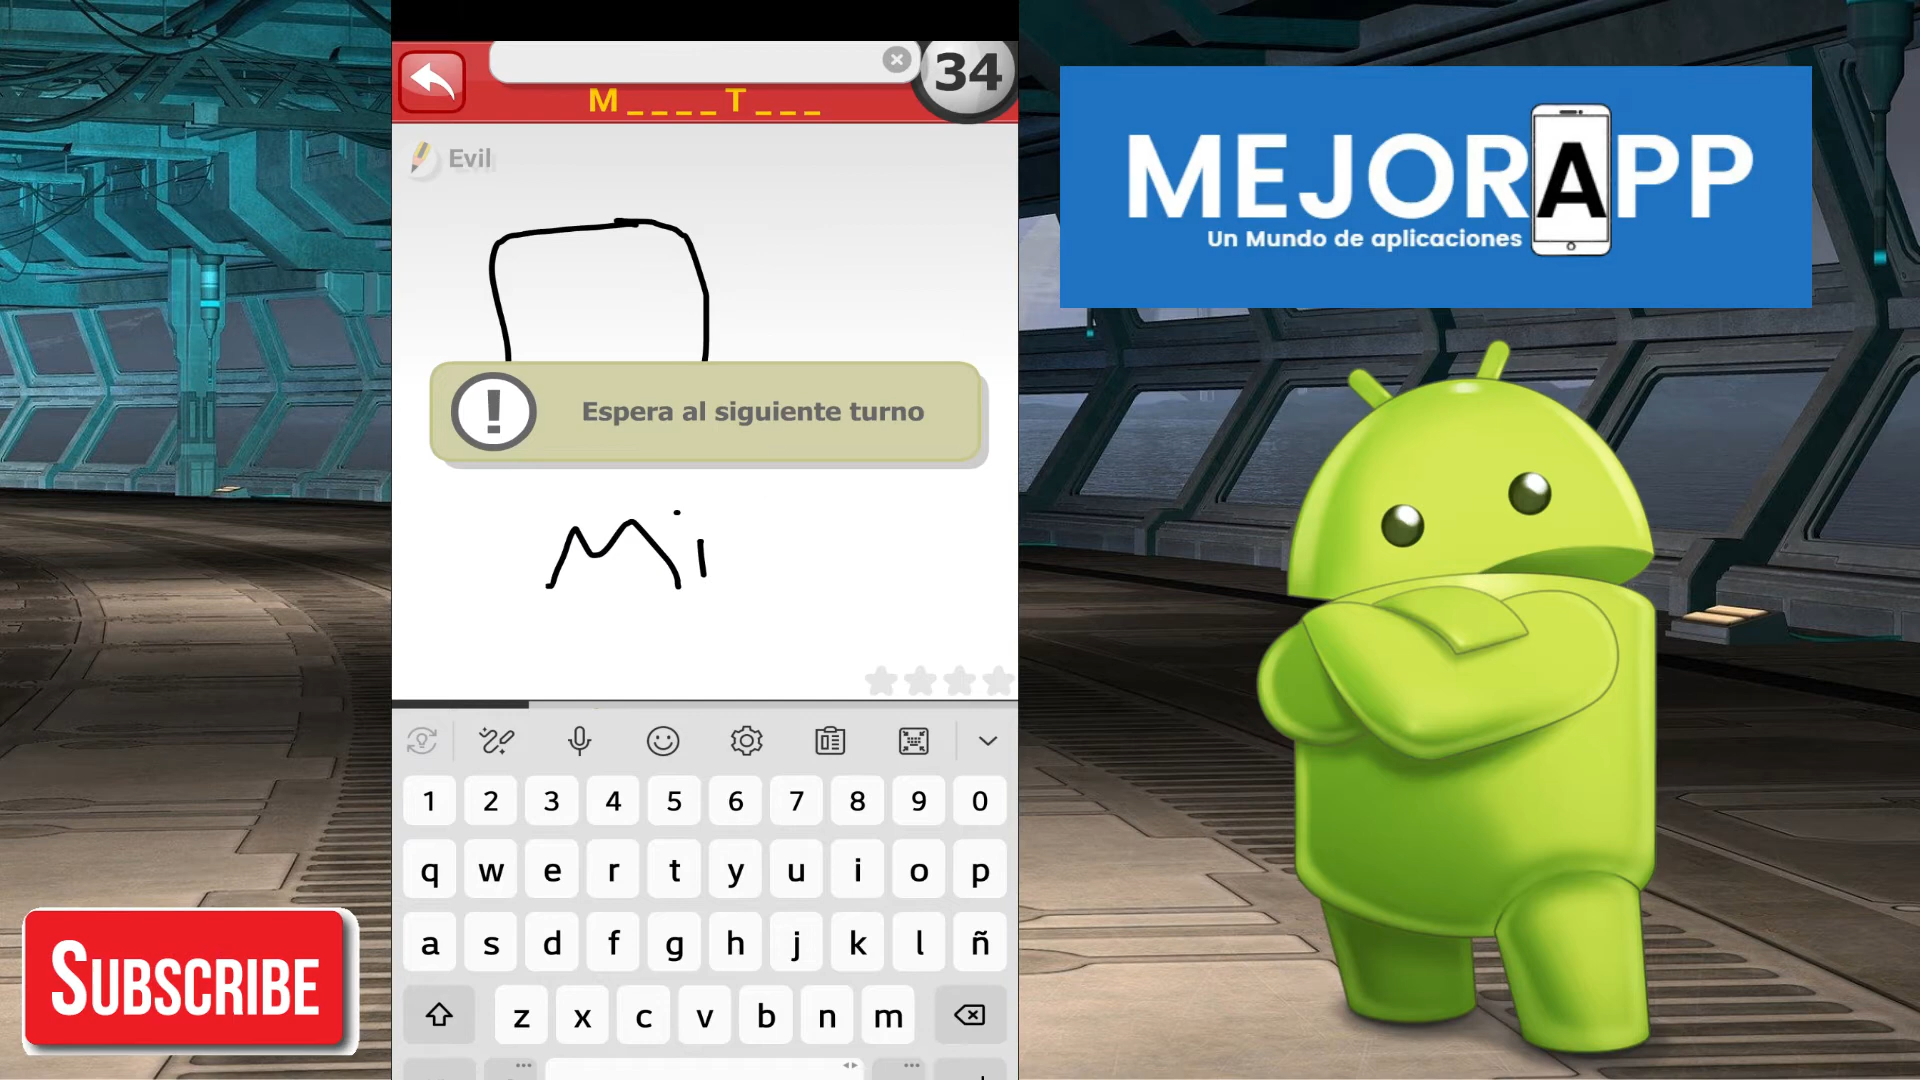 34
M _ _ _ _ T _ _ _
Evil
Espera al siguiente turno
Mi
MEJORAPP
Un Mundo de aplicaciones
SUBSCRIBE
1 2 3 4 5 6 7 8 9 0
q w e r t y u i o p
a s d f g h j k l ñ
z x c v b n m